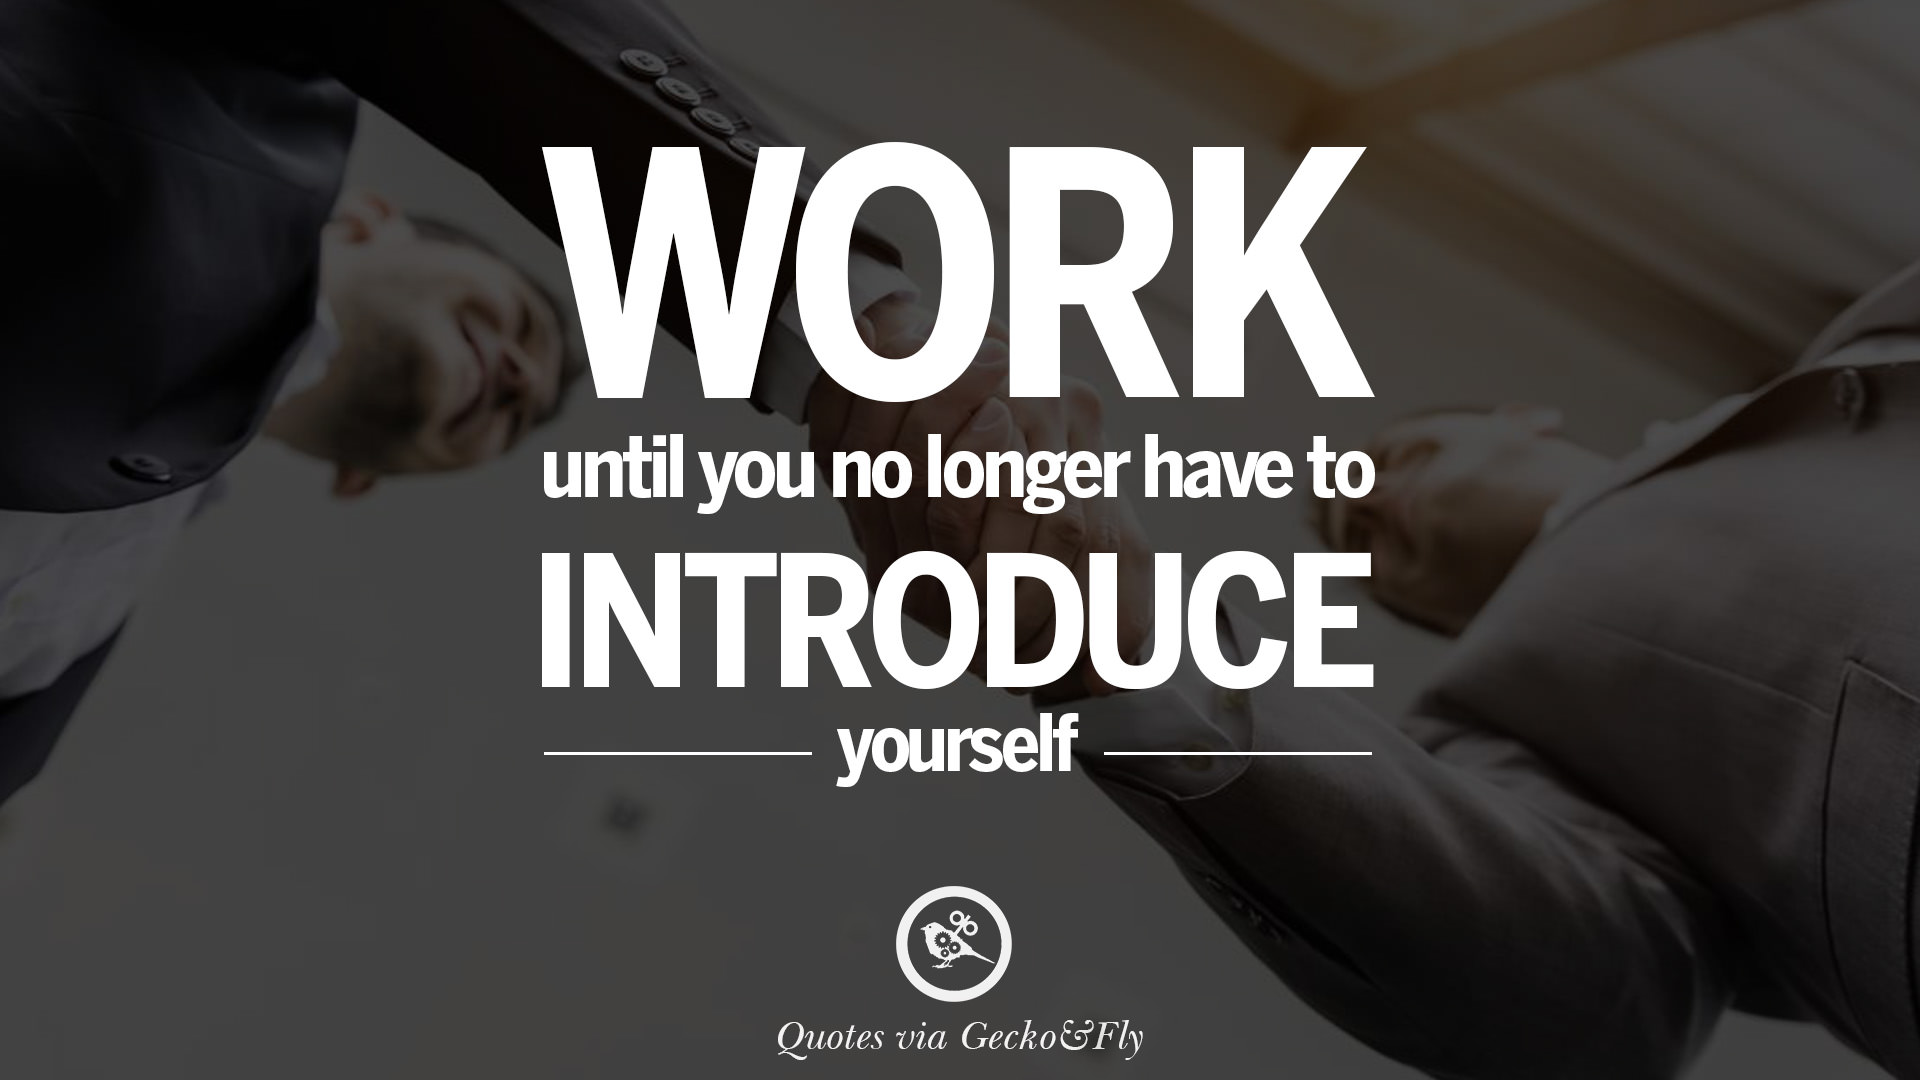 WORK
until you no longer have to
INTRODUCE
yourself
Quotes via Gecko&Fly